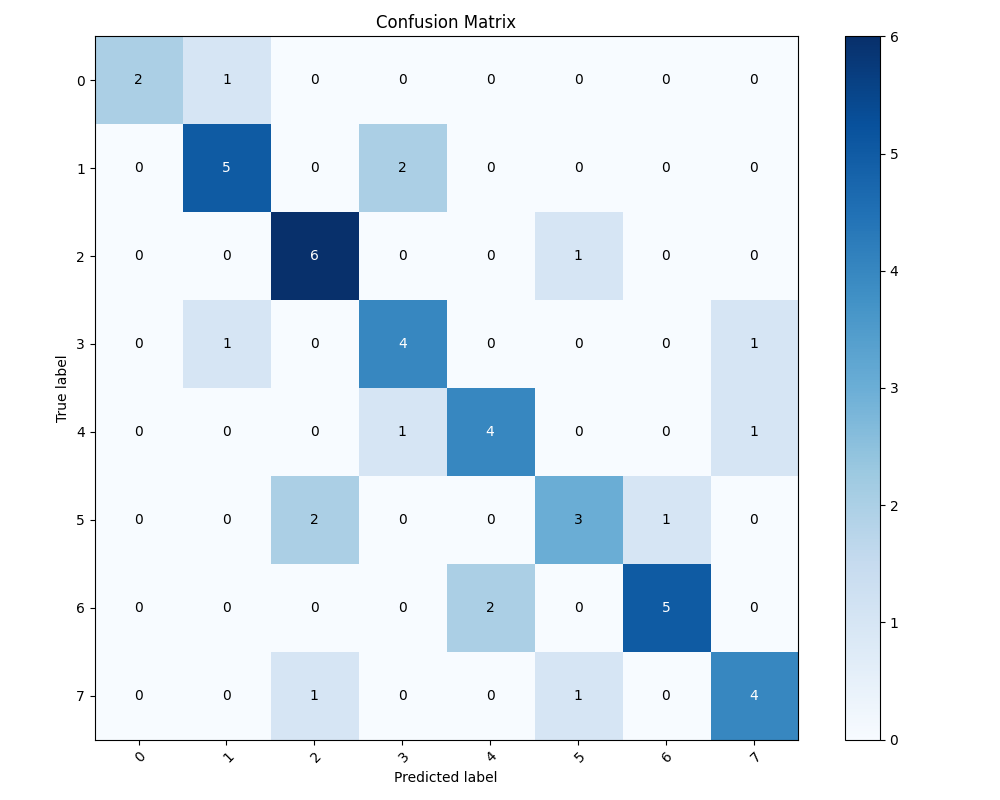 Confusion Matrix
True label
0 2 1 0 0 0 0 0 0
1 0 5 0 2 0 0 0 0
2 0 0 6 0 0 1 0 0
3 0 1 0 4 0 0 0 1
4 0 0 0 1 4 0 0 1
5 0 0 2 0 0 3 1 0
6 0 0 0 0 2 0 5 0
7 0 0 1 0 0 1 0 4
0 1 2 3 4 5 6 7
Predicted label
6
5
4
3
2
1
0